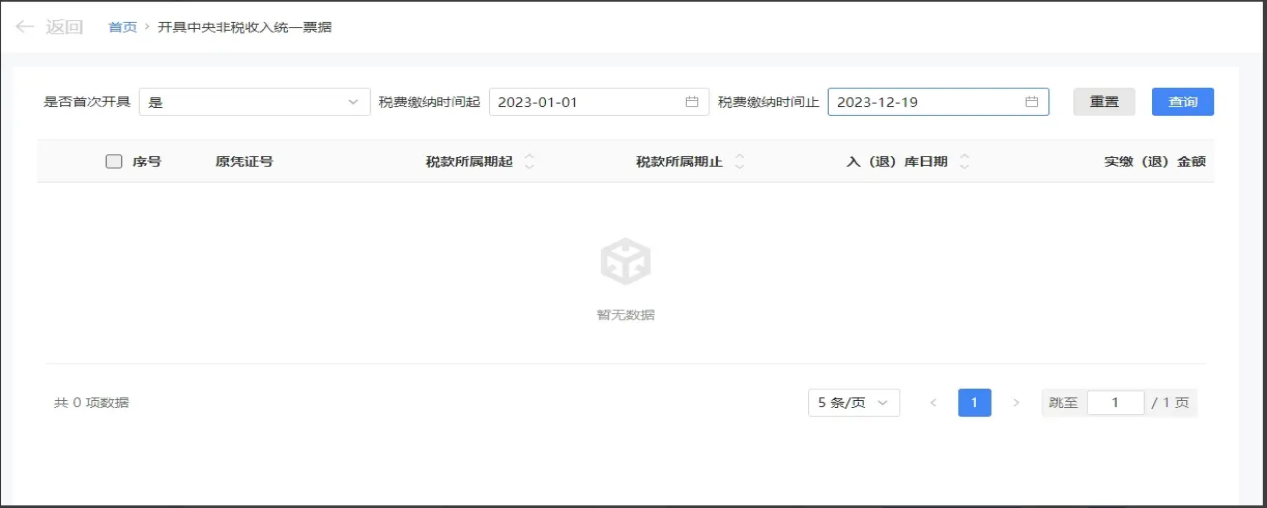 返回 首页 > 开具中央非税收入统一票据
是否首次开具 是 税费缴纳时间起 2023-01-01 税费缴纳时间止 2023-12-19 重置 查询
序号 原凭证号 税款所属期起 税款所属期止 入（退）库日期 实缴（退）金额
暂无数据
共 0 项数据 5 条/页 < 1 > 跳至 1 / 1 页